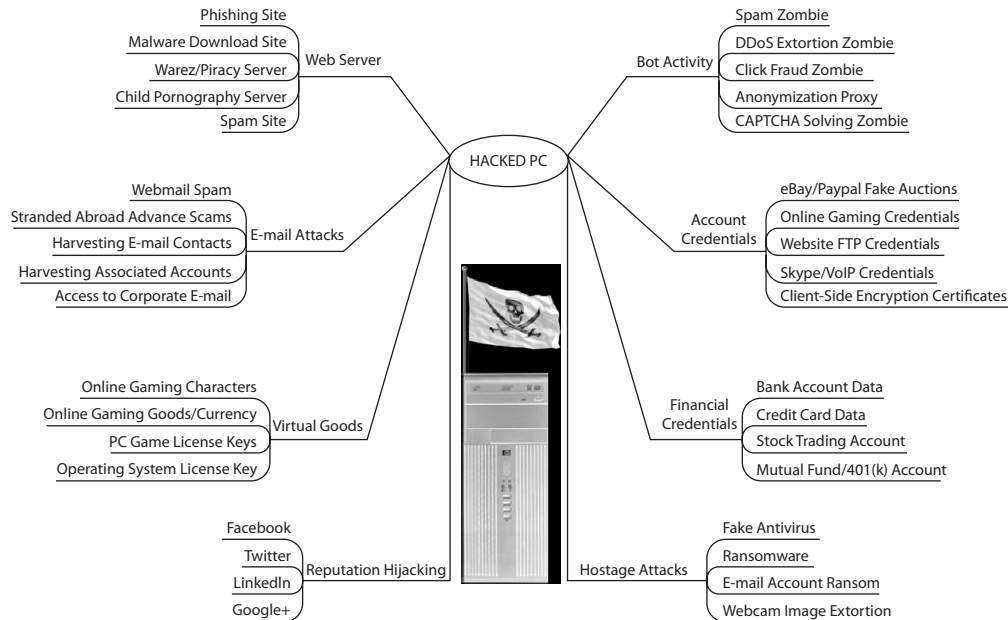 Phishing Site
Malware Download Site
Warez/Piracy Server
Child Pornography Server
Spam Site
Web Server
Spam Zombie
DDoS Extortion Zombie
Click Fraud Zombie
Anonymization Proxy
CAPTCHA Solving Zombie
Bot Activity
HACKED PC
Webmail Spam
Stranded Abroad Advance Scams
Harvesting E-mail Contacts
Harvesting Associated Accounts
Access to Corporate E-mail
E-mail Attacks
eBay/Paypal Fake Auctions
Online Gaming Credentials
Website FTP Credentials
Skype/VoIP Credentials
Client-Side Encryption Certificates
Account
Credentials
Online Gaming Characters
Online Gaming Goods/Currency
PC Game License Keys
Operating System License Key
Virtual Goods
Bank Account Data
Credit Card Data
Stock Trading Account
Mutual Fund/401(k) Account
Financial
Credentials
Facebook
Twitter
LinkedIn
Google+
Reputation Hijacking
Fake Antivirus
Ransomware
E-mail Account Ransom
Webcam Image Extortion
Hostage Attacks